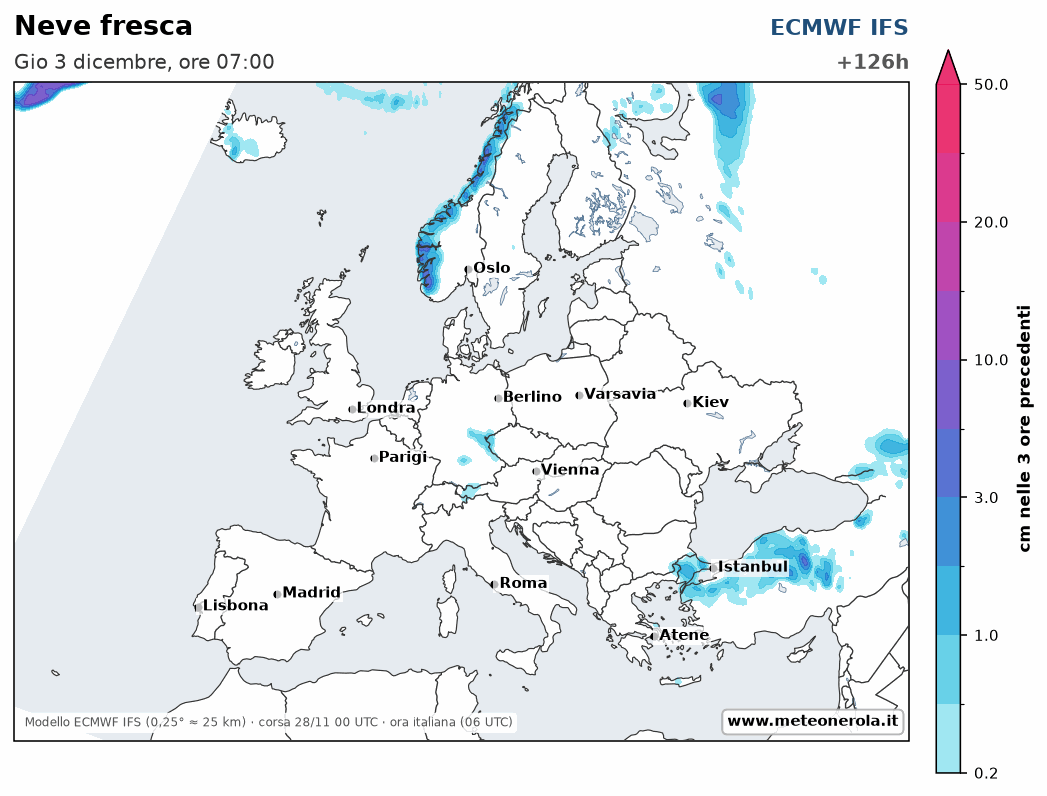 Neve fresca
ECMWF IFS
Gio 3 dicembre, ore 07:00
+126h
50.0
20.0
10.0
3.0
1.0
0.2
cm nelle 3 ore precedenti
Oslo
Berlino
Varsavia
Kiev
Londra
Parigi
Vienna
Istanbul
Roma
Madrid
Lisbona
Atene
Modello ECMWF IFS (0,25° ≈ 25 km) · corsa 28/11 00 UTC · ora italiana (06 UTC)
www.meteonerola.it